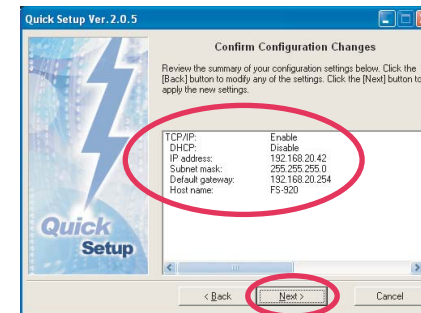 Quick Setup Ver.2.0.5
Confirm Configuration Changes
Review the summary of your configuration settings below. Click the
[Back] button to modify any of the settings. Click the [Next] button to
apply the new settings.
TCP/IP: Enable
DHCP: Disable
IP address: 192.168.20.42
Subnet mask: 255.255.255.0
Default gateway: 192.168.20.254
Host name: FS-920
Quick
Setup
< Back Next > Cancel